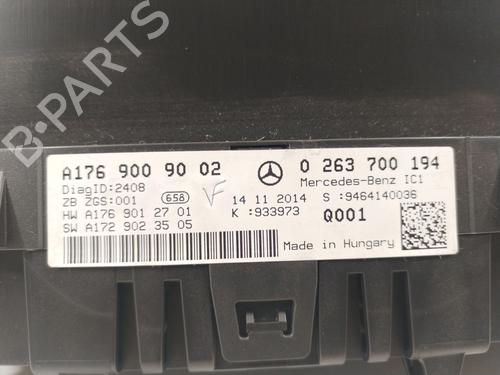 A176 900 90 02 0 263 700 194
DiagID:2408 Mercedes-Benz IC1
ZB ZGS:001 658 VF 14 11 2014 S :9464140036
HW A176 901 27 01 K :933973 Q001
SW A172 902 35 05 Made in Hungary
B-PARTS